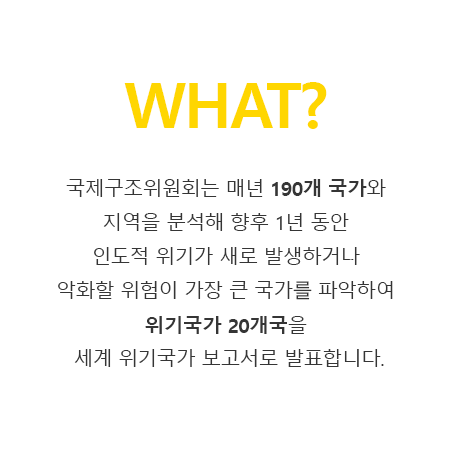 WHAT?
국제구조위원회는 매년 190개 국가와
지역을 분석해 향후 1년 동안
인도적 위기가 새로 발생하거나
악화할 위험이 가장 큰 국가를 파악하여
위기국가 20개국을
세계 위기국가 보고서로 발표합니다.